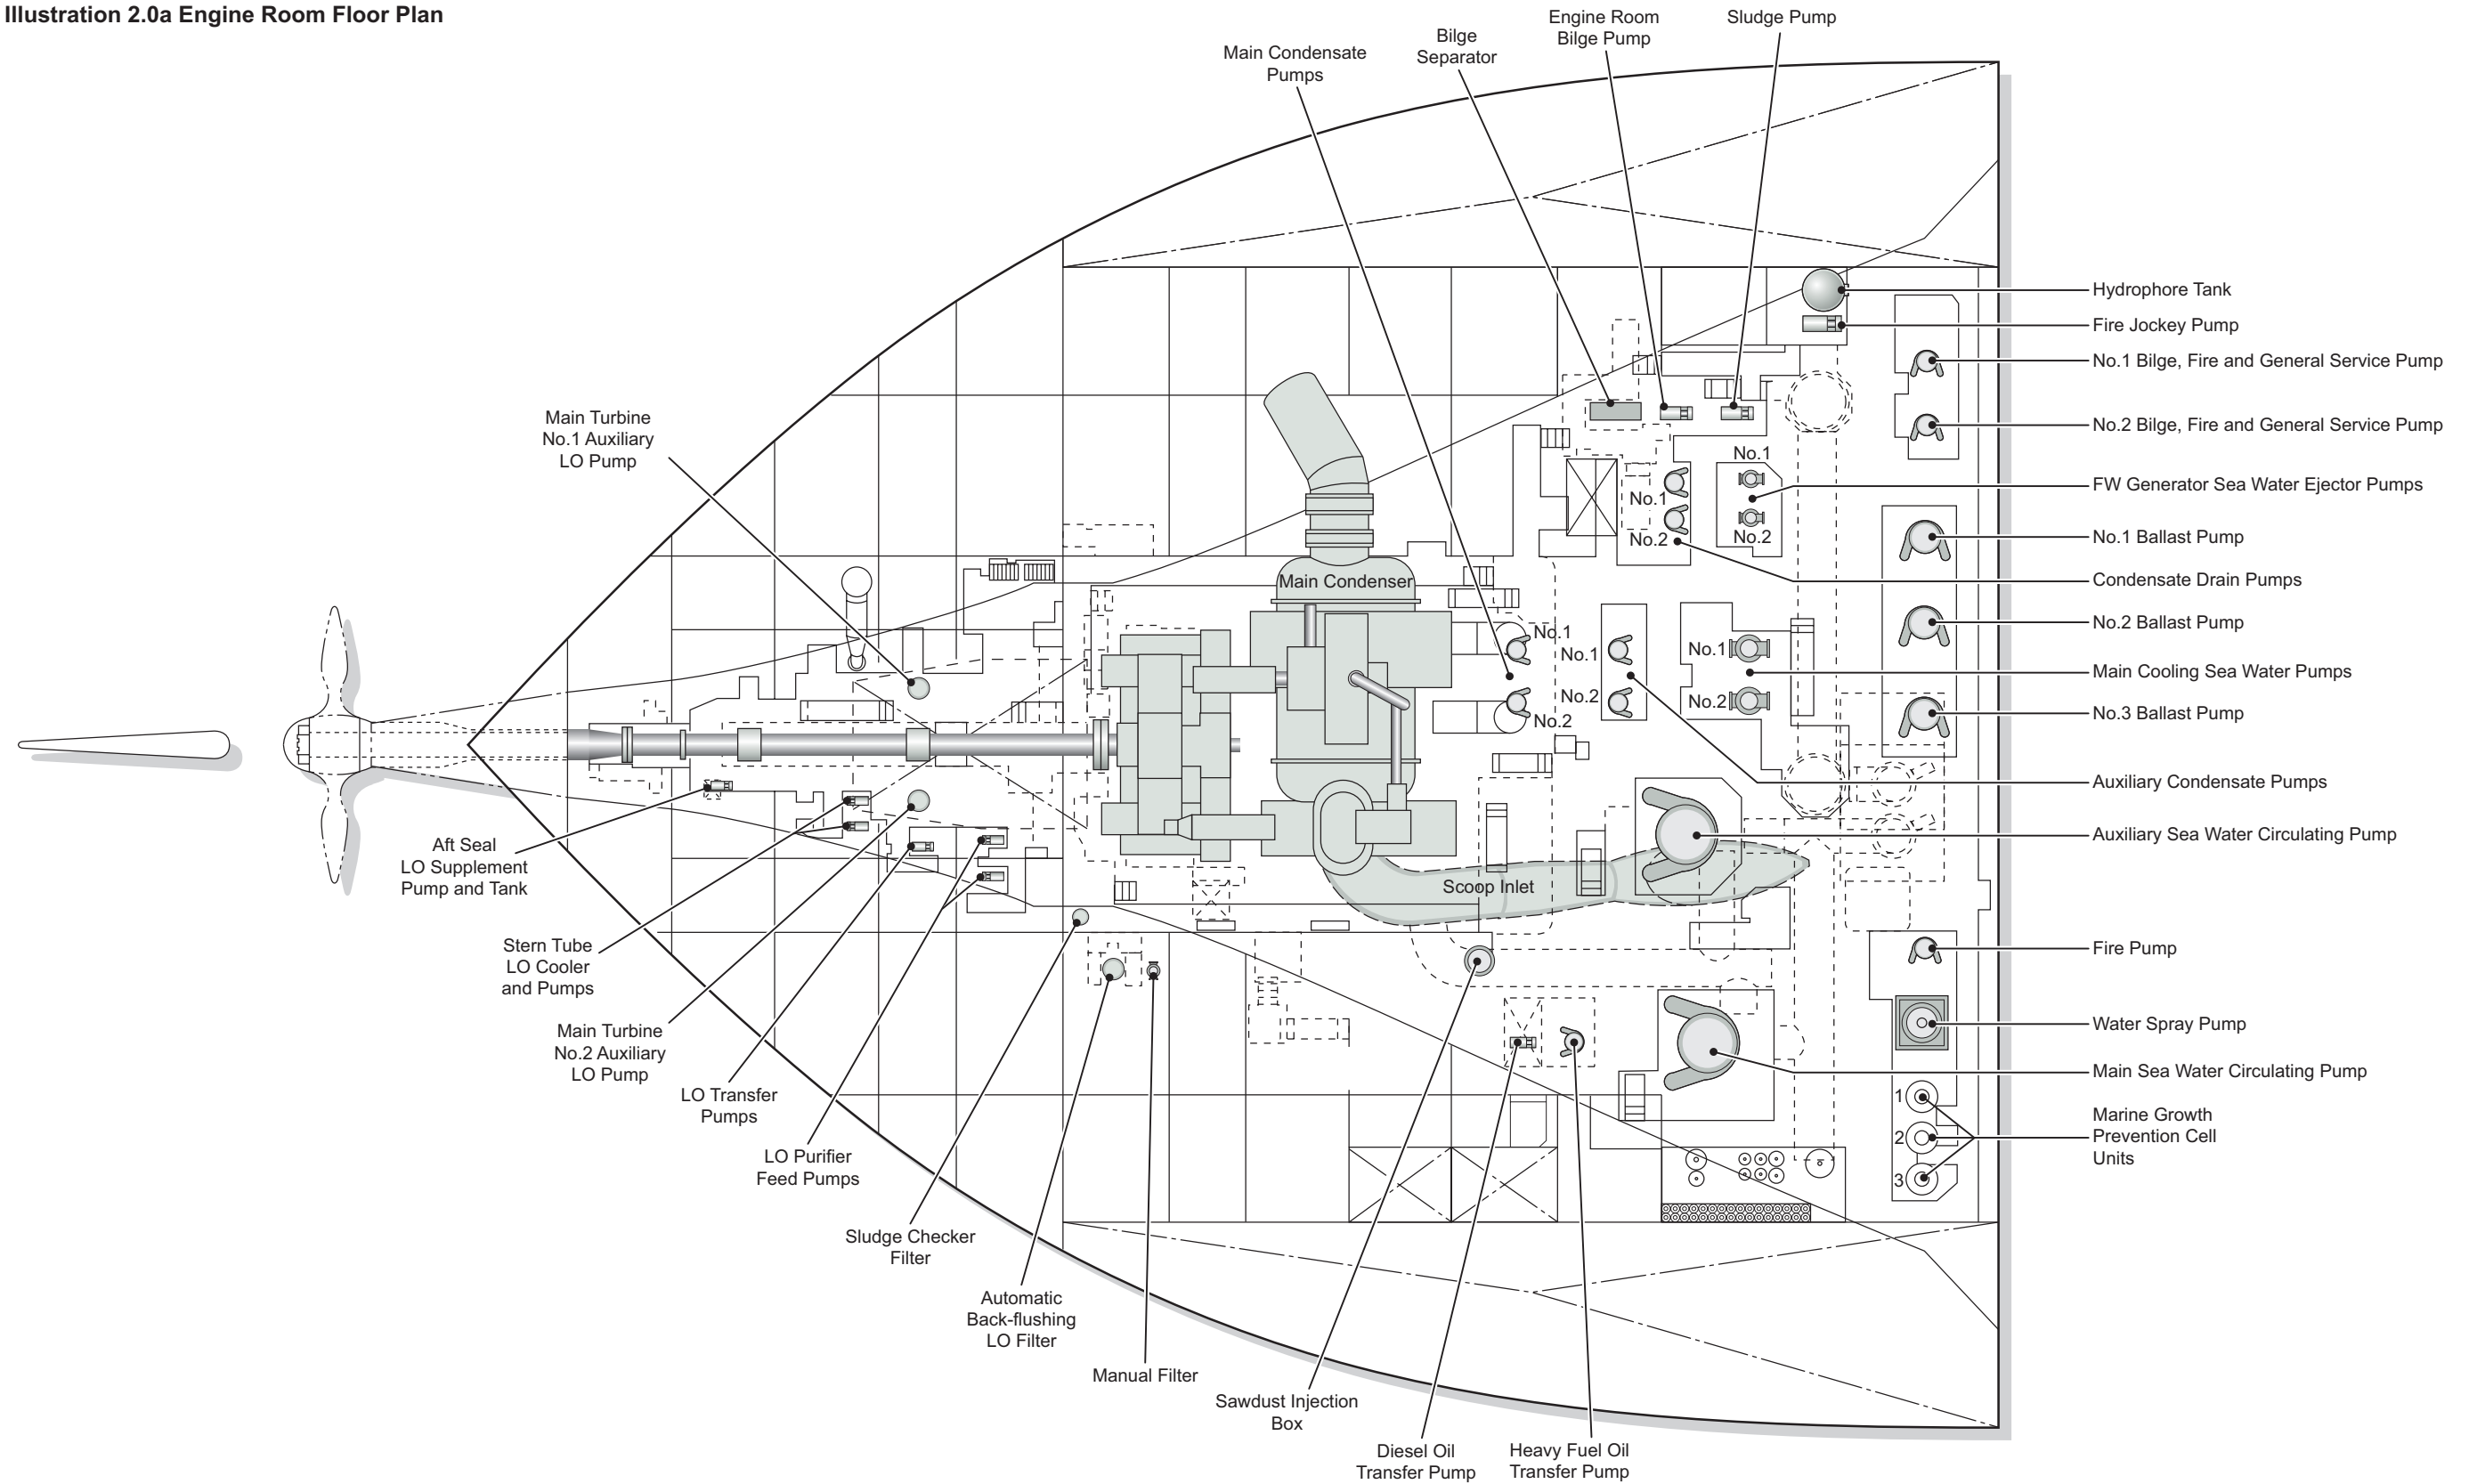 Illustration 2.0a Engine Room Floor Plan
Main Condensate
Pumps
Bilge
Separator
Engine Room
Bilge Pump
Sludge Pump
Hydrophore Tank
Fire Jockey Pump
No.1 Bilge, Fire and General Service Pump
No.2 Bilge, Fire and General Service Pump
FW Generator Sea Water Ejector Pumps
No.1 Ballast Pump
Condensate Drain Pumps
No.2 Ballast Pump
Main Cooling Sea Water Pumps
No.3 Ballast Pump
Auxiliary Condensate Pumps
Auxiliary Sea Water Circulating Pump
Fire Pump
Water Spray Pump
Main Sea Water Circulating Pump
Marine Growth
Prevention Cell
Units
Main Turbine
No.1 Auxiliary
LO Pump
No.1
No.1
No.2
No.2
Main Condenser
No.1
No.1
No.1
No.2
No.2
No.2
Scoop Inlet
1
2
3
Aft Seal
LO Supplement
Pump and Tank
Stern Tube
LO Cooler
and Pumps
Main Turbine
No.2 Auxiliary
LO Pump
LO Transfer
Pumps
LO Purifier
Feed Pumps
Sludge Checker
Filter
Automatic
Back-flushing
LO Filter
Manual Filter
Sawdust Injection
Box
Diesel Oil
Transfer Pump
Heavy Fuel Oil
Transfer Pump